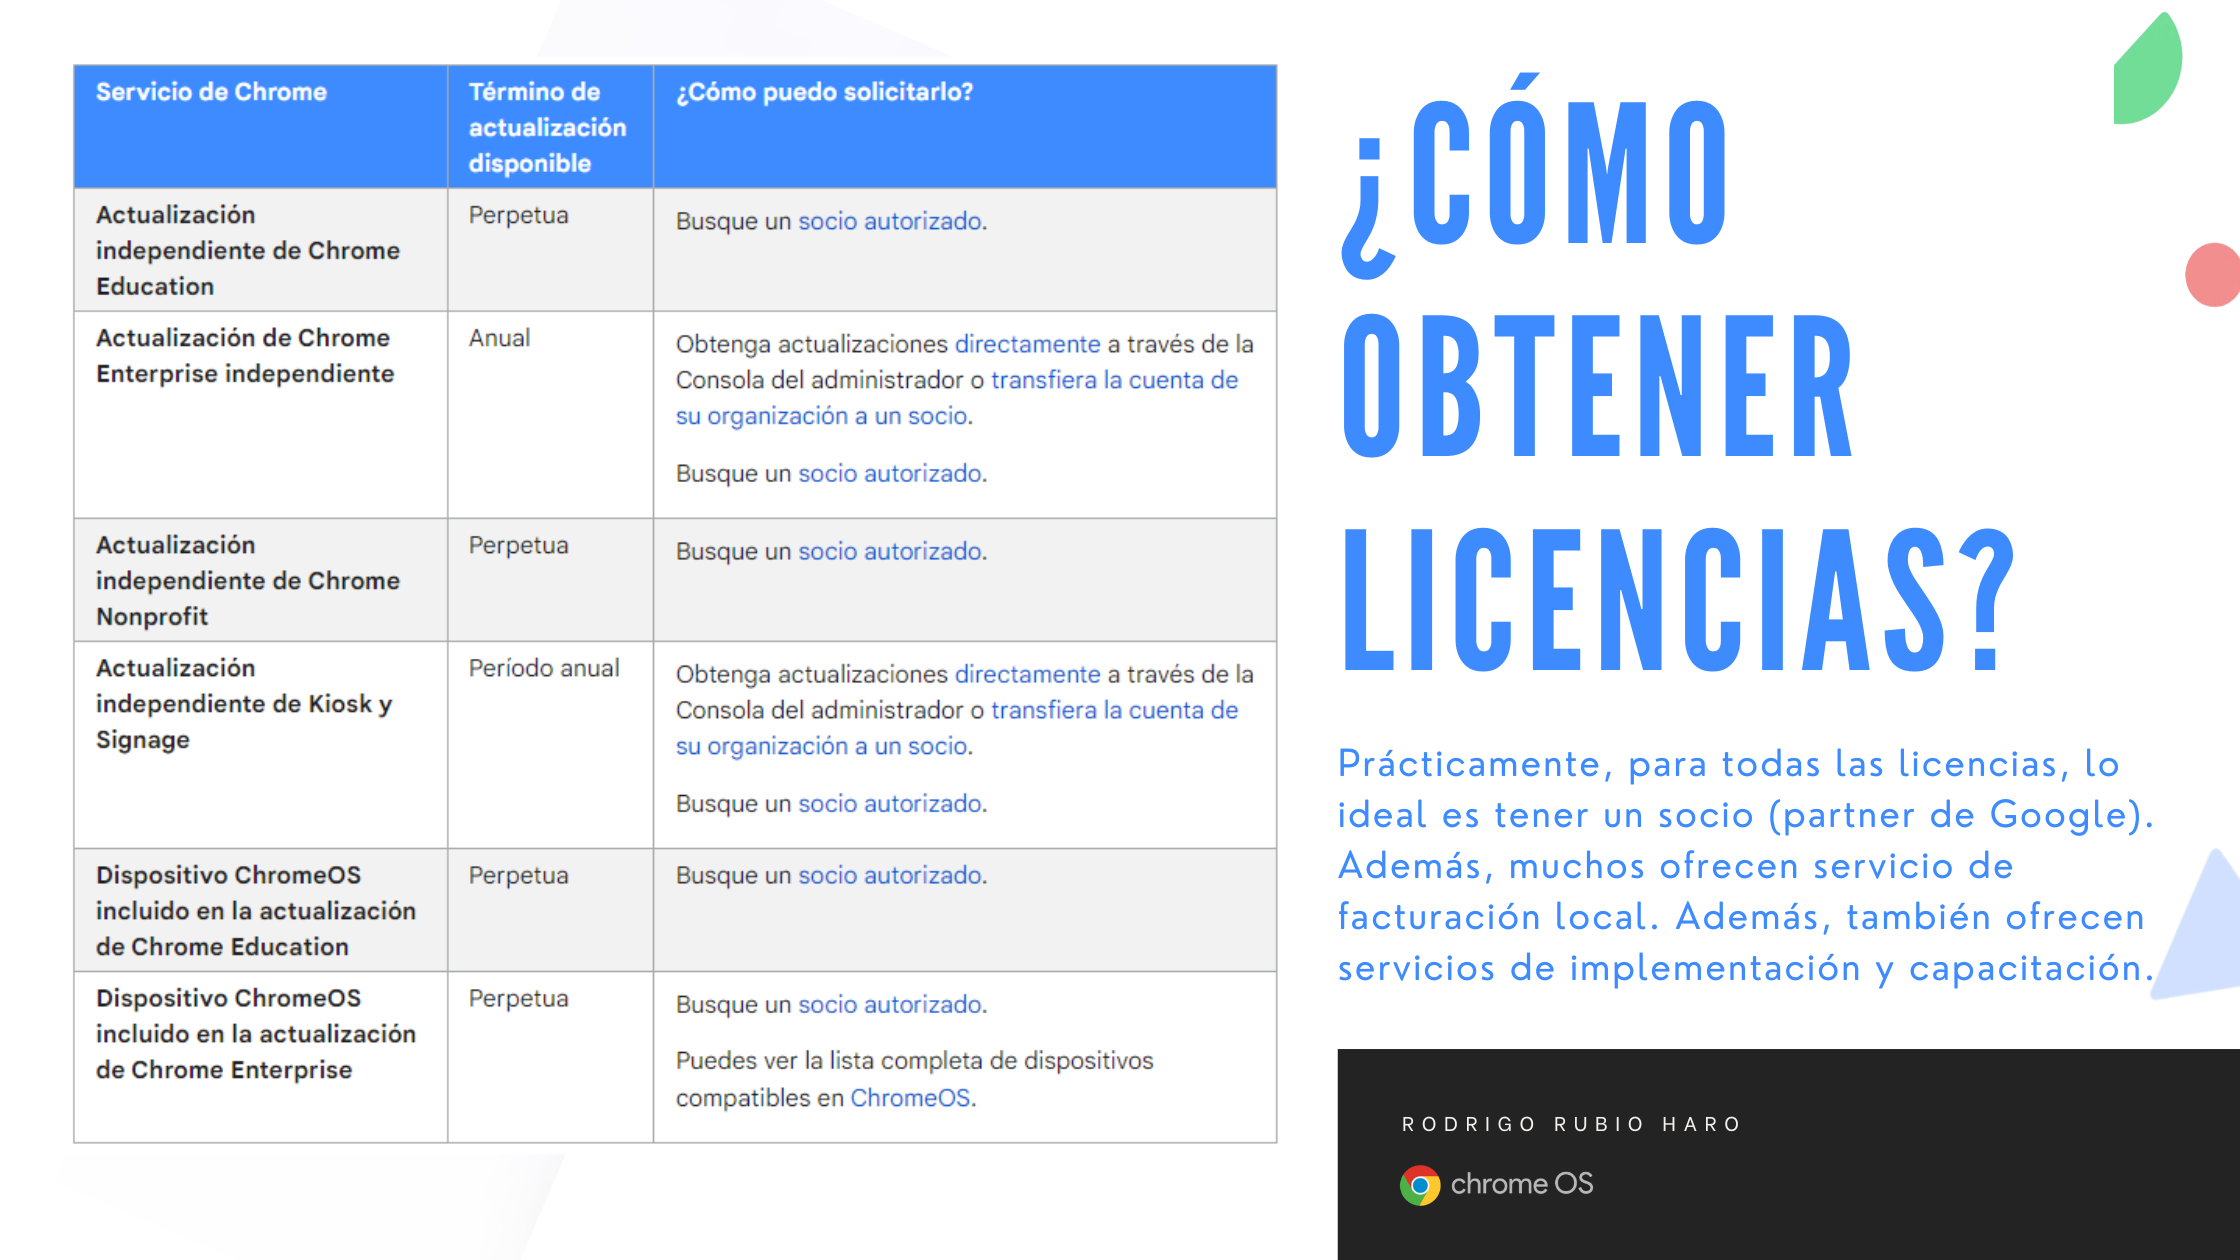 Servicio de Chrome
Término de
actualización
disponible
¿Cómo puedo solicitarlo?
Actualización
independiente de Chrome
Education
Perpetua
Busque un socio autorizado.
Actualización de Chrome
Enterprise independiente
Anual
Obtenga actualizaciones directamente a través de la
Consola del administrador o transfiera la cuenta de
su organización a un socio.
Busque un socio autorizado.
Actualización
independiente de Chrome
Nonprofit
Perpetua
Busque un socio autorizado.
Actualización
independiente de Kiosk y
Signage
Período anual
Obtenga actualizaciones directamente a través de la
Consola del administrador o transfiera la cuenta de
su organización a un socio.
Busque un socio autorizado.
Dispositivo ChromeOS
incluido en la actualización
de Chrome Education
Perpetua
Busque un socio autorizado.
Dispositivo ChromeOS
incluido en la actualización
de Chrome Enterprise
Perpetua
Busque un socio autorizado.
Puedes ver la lista completa de dispositivos
compatibles en ChromeOS.
¿CÓMO
OBTENER
LICENCIAS?
Prácticamente, para todas las licencias, lo
ideal es tener un socio (partner de Google).
Además, muchos ofrecen servicio de
facturación local. Además, también ofrecen
servicios de implementación y capacitación.
RODRIGO RUBIO HARO
chrome OS